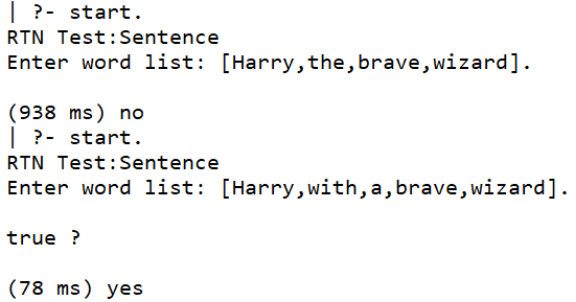 | ?- start.
RTN Test:Sentence
Enter word list: [Harry,the,brave,wizard].
(938 ms) no
| ?- start.
RTN Test:Sentence
Enter word list: [Harry,with,a,brave,wizard].
true ?
(78 ms) yes